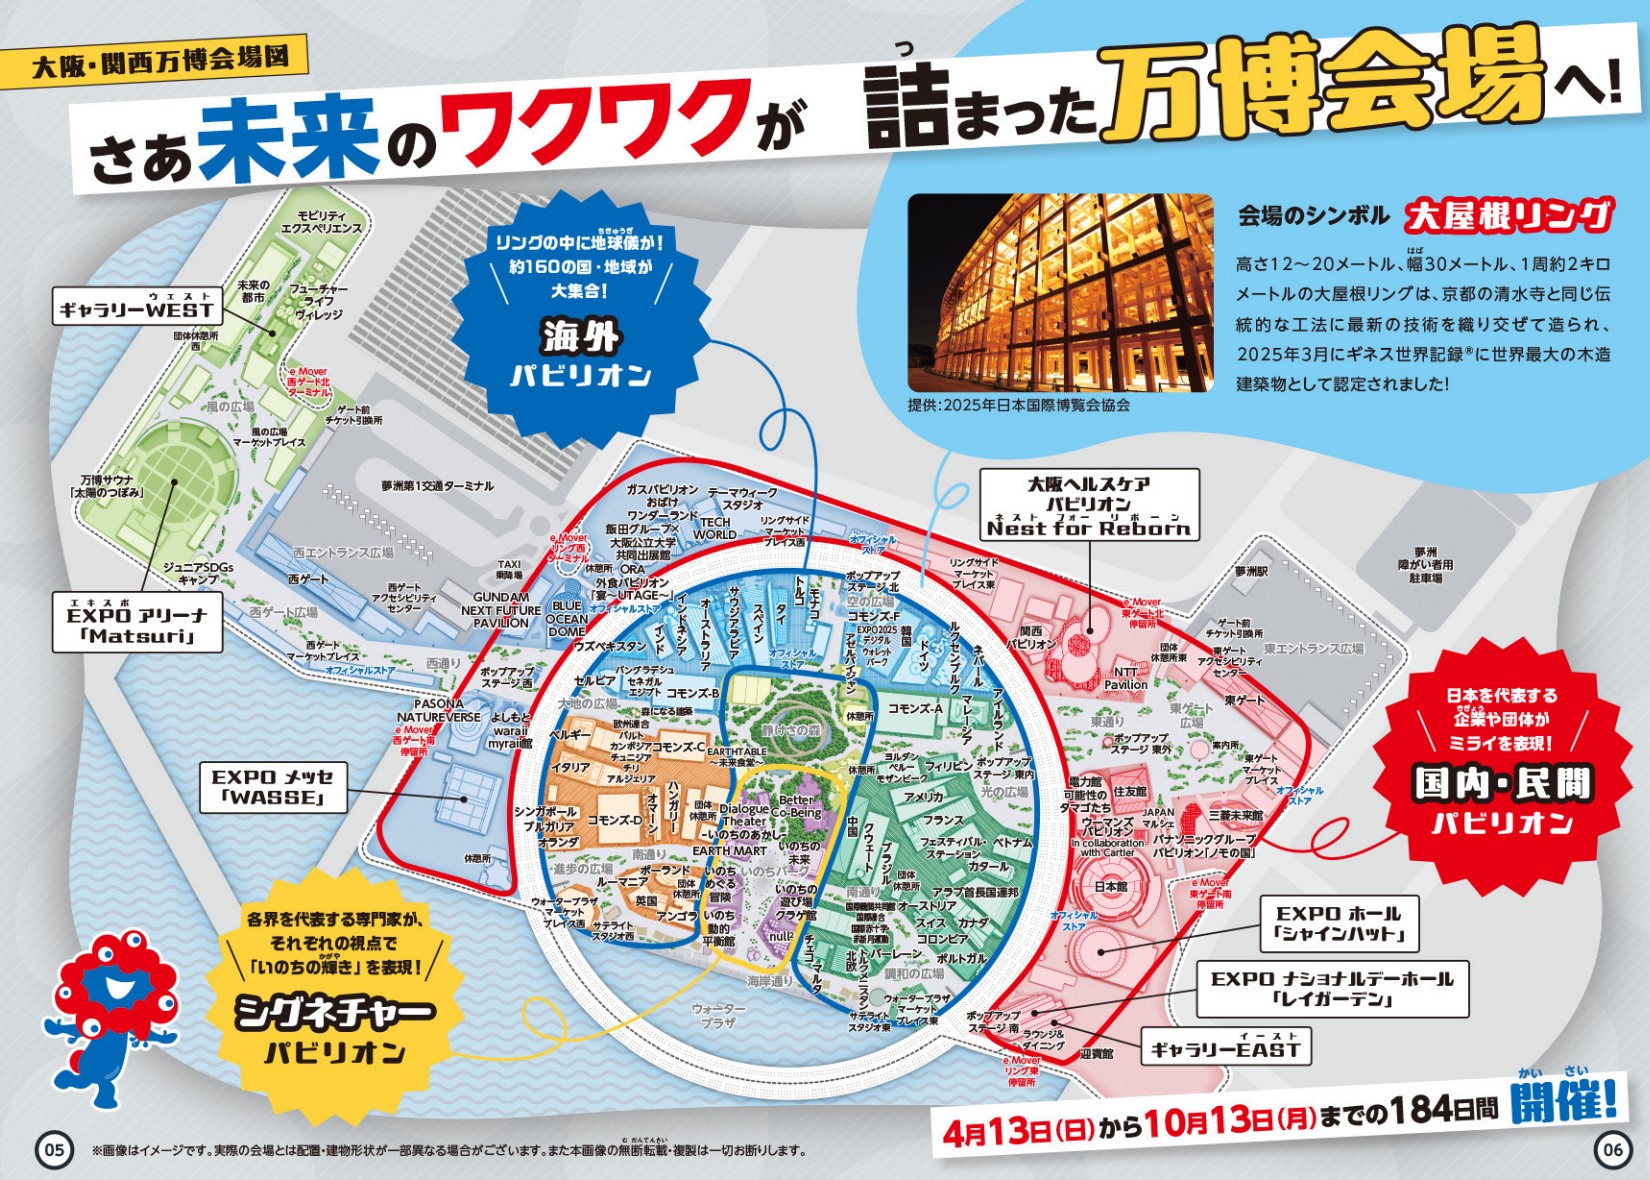 大阪・関西万博会場図
さあ未来のワクワクが詰まった万博会場へ!
つ
会場のシンボル 大屋根リング
高さ12〜20メートル、幅30メートル、1周約2キロ
はば
メートルの大屋根リングは、京都の清水寺と同じ伝
統的な工法に最新の技術を織り交ぜて造られ、
2025年3月にギネス世界記録®に世界最大の木造
建築物として認定されました!
提供:2025年日本国際博覧会協会
リングの中に地球儀が!
ちきゅうぎ
約160の国・地域が
大集合!
海外
パビリオン
モビリティ
エクスペリエンス
未来の
都市
フューチャー
ライフ
ヴィレッジ
ウェスト
ギャラリーWEST
団体休憩所
西
e Mover
西ゲート北
ターミナル
風の広場
ゲート前
チケット引換所
風の広場
マーケットプレイス
万博サウナ
「太陽のつぼみ」
夢洲第1交通ターミナル
ジュニアSDGs
キャンプ
西エントランス広場
西ゲート
西ゲート
アクセシビリティ
センター
エキスポ
EXPO アリーナ
「Matsuri」
西ゲート広場
西ゲート
マーケットプレイス
オフィシャルストア
西通り
TAXI
乗降場
e Mover
リング西
ターミナル
GUNDAM
NEXT FUTURE
PAVILION
BLUE
OCEAN
DOME
ポップアップ
ステージ 西
PASONA
NATUREVERSE
e Mover
西ゲート南
停留所
よしもと
waraii
myraii館
EXPO メッセ
「WASSE」
休憩所
ガスパビリオン
おばけ
ワンダーランド
テーマウィーク
スタジオ
飯田グループ×
大阪公立大学
共同出展館
TECH
WORLD
リングサイド
マーケット
プレイス西
休憩所
ORA
外食パビリオン
「宴〜UTAGE〜」
オフィシャルストア
オフィシャル
ストア
ウズベキスタン
インド
インドネシア
オーストラリア
サウジアラビア
スペイン
タイ
トルコ
モナコ
オフィシャル
ストア
ポップアップ
ステージ 北
空の広場
コモンズ-F
EXPO2025
デジタル
ウォレット
パーク
アゼルバイジャン
韓国
ドイツ
ルクセンブルク
ネパール
セルビア
バングラデシュ
セネガル
エジプト
コモンズ-B
大地の広場
森になる建築
静けさの森
休憩所
コモンズ-A
マレーシア
アイルランド
ベルギー
欧州連合
バルト
カンボジア
チュニジア
チリ
アルジェリア
コモンズ-C
EARTHTABLE
〜未来食堂〜
イタリア
ハンガリー
オマーン
団体
休憩所
シンガポール
ブルガリア
オランダ
コモンズ-D
休憩所
ヨルダン
ペルー
モザンビーク
フィリピン
ポップアップ
ステージ 東内
光の広場
Dialogue
Theater
-いのちのあかし-
Better
Co-Being
EARTH MART
いのちの
未来
いのちパーク
いのち
めぐる
冒険
いのちの
遊び場
クラゲ館
いのち
動的
平衡館
null²
アメリカ
フランス
中国
クウェート
ブラジル
フェスティバル・
ステーション
ベトナム
カタール
団体
休憩所
アラブ首長国連邦
南通り
国際機関共同館
国際連合
国際赤十字・
赤新月運動
オーストリア
スイス
カナダ
コロンビア
チェコ
マルタ
北欧
トルクメニスタン
バーレーン
ポルトガル
調和の広場
ウォータープラザ
マーケット
プレイス東
サテライト
スタジオ東
南通り
進歩の広場
ポーランド
ルーマニア
団体
休憩所
英国
アンゴラ
ウォータープラザ
マーケット
プレイス西
サテライト
スタジオ西
海岸通り
ウォーター
プラザ
大阪ヘルスケア
パビリオン
ネスト フォー リボーン
Nest for Reborn
リングサイド
マーケット
プレイス東
関西
パビリオン
e Mover
東ゲート北
停留所
夢洲駅
夢洲
障がい者用
駐車場
ゲート前
チケット引換所
東エントランス広場
団体
休憩所東
東ゲート
アクセシビリティ
センター
NTT
Pavilion
東ゲート
東通り
東ゲート
広場
ポップアップ
ステージ 東外
案内所
東ゲート
マーケット
プレイス
オフィシャル
ストア
電力館
可能性の
タマゴたち
住友館
ウーマンズ
パビリオン
in collaboration
with Cartier
JAPAN
マルシェ
三菱未来館
パナソニックグループ
パビリオン「ノモの国」
日本館
e Mover
東ゲート南
停留所
オフィシャル
ストア
日本を代表する
企業や団体が
きぎょう
ミライを表現!
国内・民間
パビリオン
EXPO ホール
「シャインハット」
EXPO ナショナルデーホール
「レイガーデン」
イースト
ギャラリーEAST
ポップアップ
ステージ 南
ラウンジ&
ダイニング
迎賓館
e Mover
リング東
停留所
各界を代表する専門家が、
それぞれの視点で
「いのちの輝き」を表現!
かがや
シグネチャー
パビリオン
4月13日(日)から10月13日(月)までの184日間 開催!
かい さい
05
※画像はイメージです。実際の会場とは配置・建物形状が一部異なる場合がございます。また本画像の無断転載・複製は一切お断りします。
む だんてんさい
06